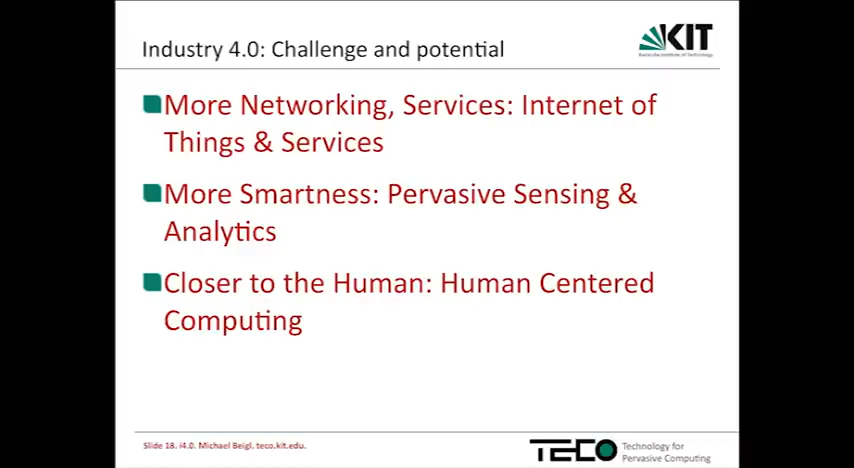 Industry 4.0: Challenge and potential
KIT
Karlsruhe Institute of Technology
More Networking, Services: Internet of
Things & Services
More Smartness: Pervasive Sensing &
Analytics
Closer to the Human: Human Centered
Computing
Slide 18. i4.0. Michael Beigl. teco.kit.edu.
TECO
Technology for
Pervasive Computing